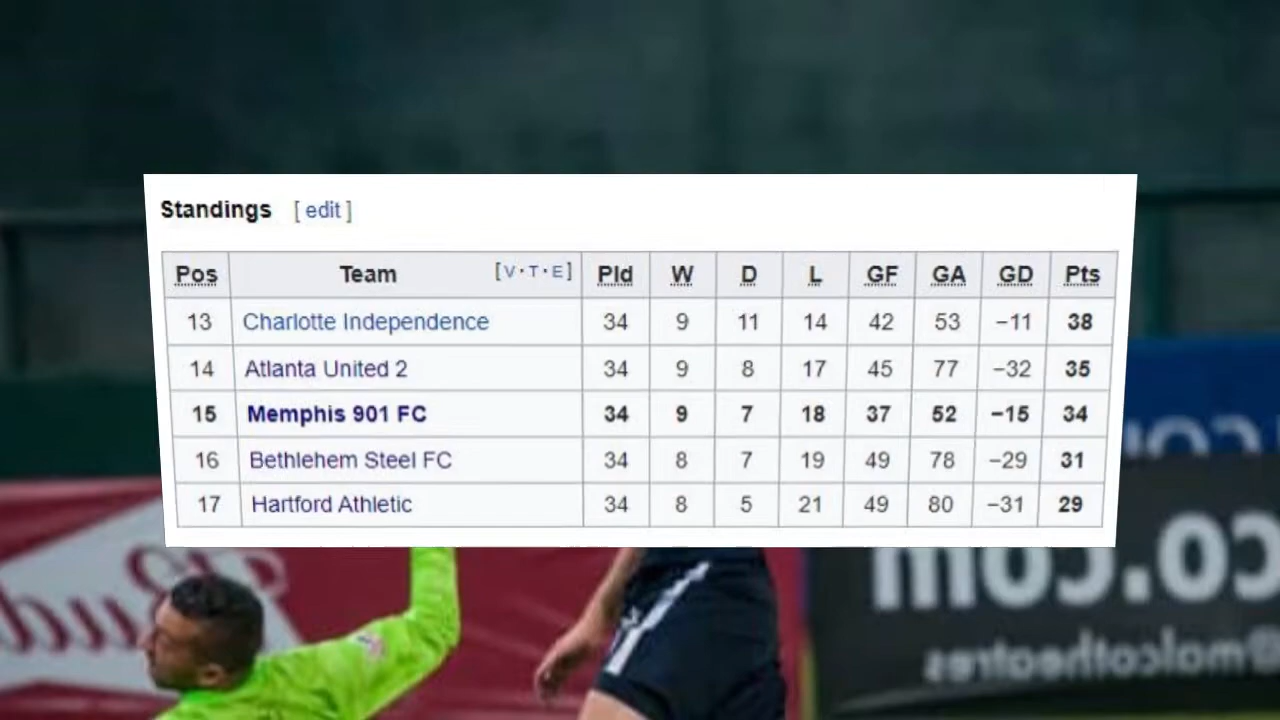 Standings [ edit ]
Pos Team [V·T·E] Pld W D L GF GA GD Pts
13 Charlotte Independence 34 9 11 14 42 53 −11 38
14 Atlanta United 2 34 9 8 17 45 77 −32 35
15 Memphis 901 FC 34 9 7 18 37 52 −15 34
16 Bethlehem Steel FC 34 8 7 19 49 78 −29 31
17 Hartford Athletic 34 8 5 21 49 80 −31 29
co.com
@malcotheatres